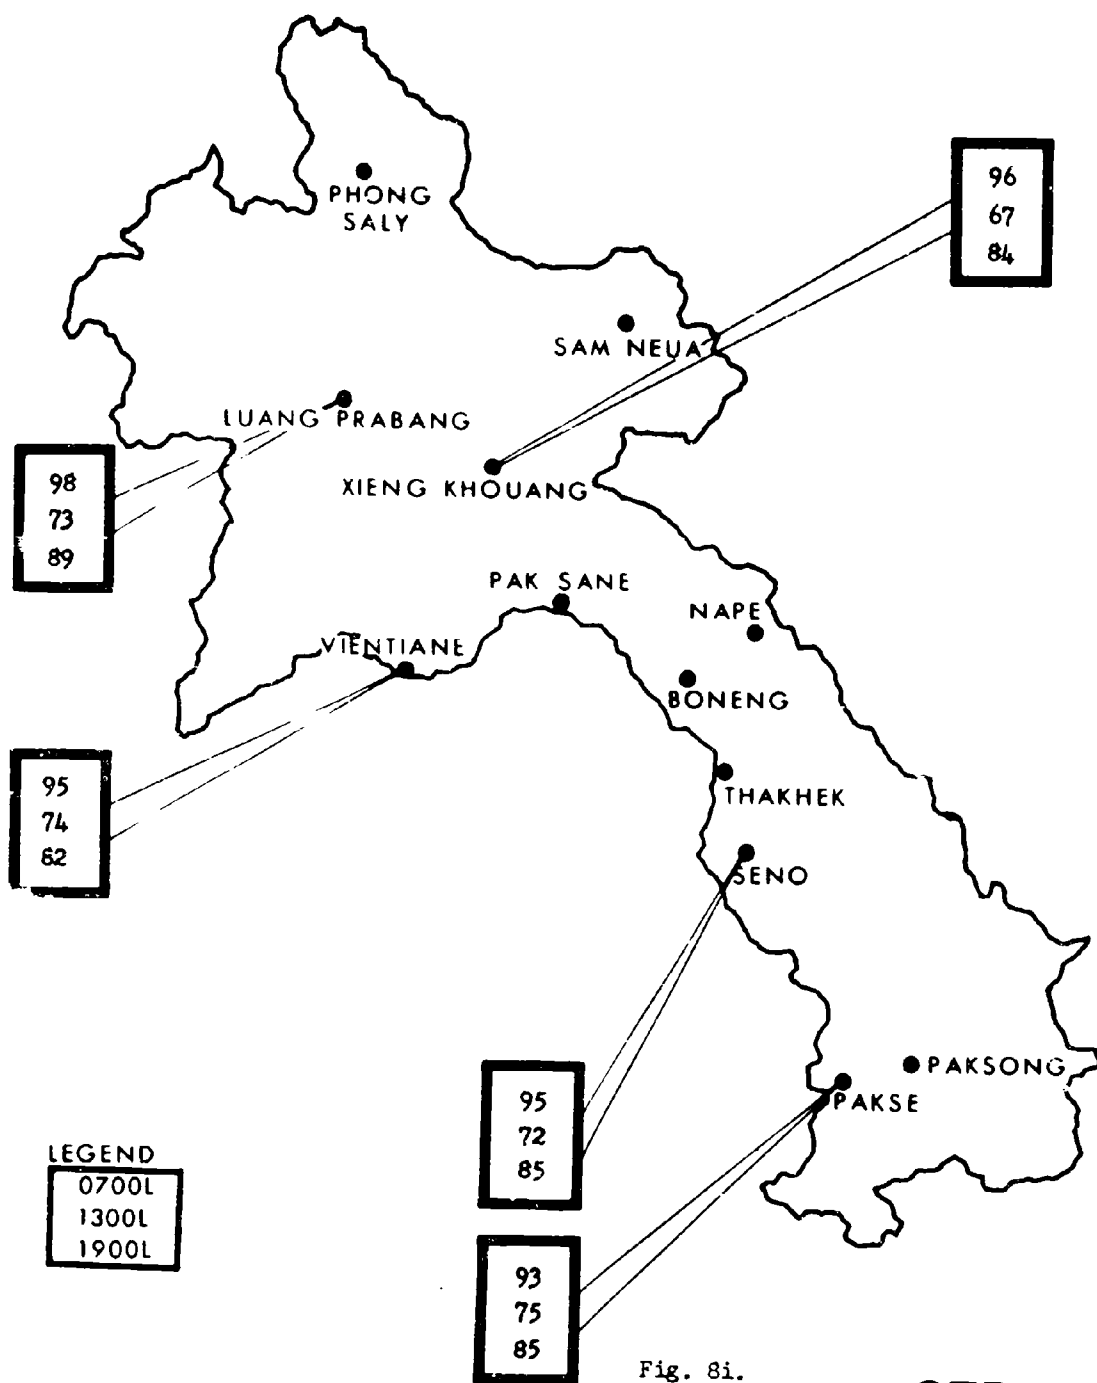 PHONG
SALY
96
67
84
SAM NEUA
LUANG PRABANG
98
73
89
XIENG KHOUANG
PAK SANE
NAPE
VIENTIANE
BONENG
95
74
82
THAKHEK
SENO
95
72
85
PAKSONG
PAKSE
LEGEND
0700L
1300L
1900L
93
75
85
Fig. 8i.